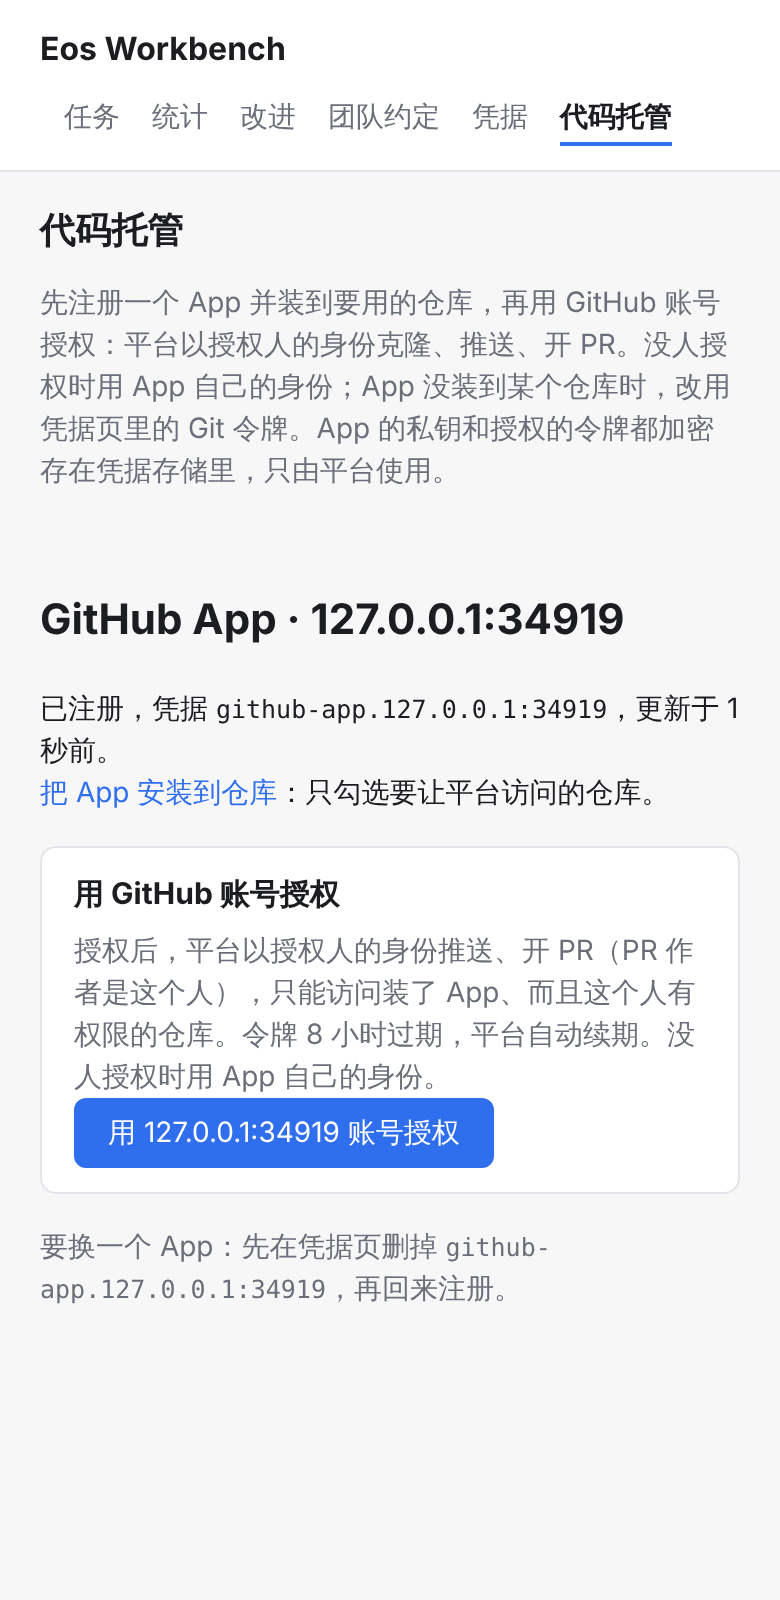 Eos Workbench
任务 统计 改进 团队约定 凭据 代码托管
代码托管
先注册一个 App 并装到要用的仓库，再用 GitHub 账号
授权：平台以授权人的身份克隆、推送、开 PR。没人授
权时用 App 自己的身份；App 没装到某个仓库时，改用
凭据页里的 Git 令牌。App 的私钥和授权的令牌都加密
存在凭据存储里，只由平台使用。
GitHub App · 127.0.0.1:34919
已注册，凭据 github-app.127.0.0.1:34919，更新于 1
秒前。
把 App 安装到仓库：只勾选要让平台访问的仓库。
用 GitHub 账号授权
授权后，平台以授权人的身份推送、开 PR（PR 作
者是这个人），只能访问装了 App、而且这个人有
权限的仓库。令牌 8 小时过期，平台自动续期。没
人授权时用 App 自己的身份。
用 127.0.0.1:34919 账号授权
要换一个 App：先在凭据页删掉 github-
app.127.0.0.1:34919，再回来注册。